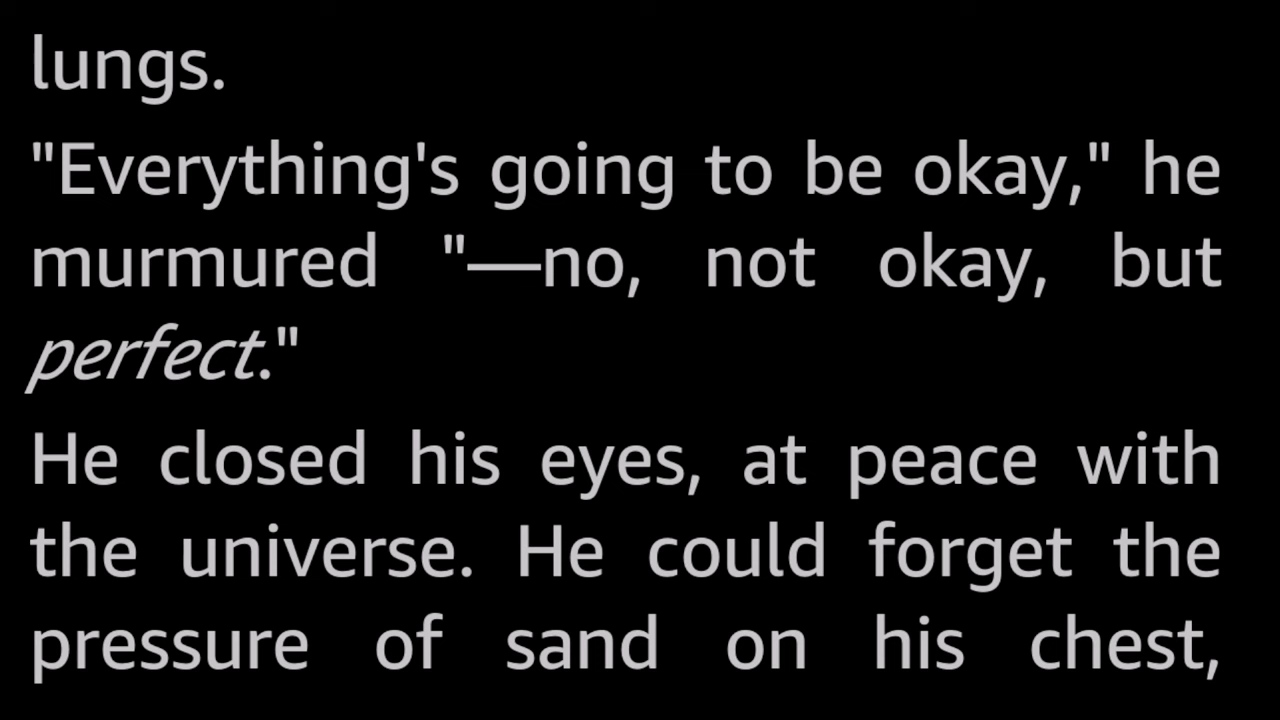 lungs.
"Everything's going to be okay," he
murmured "—no, not okay, but
perfect."
He closed his eyes, at peace with
the universe. He could forget the
pressure of sand on his chest,